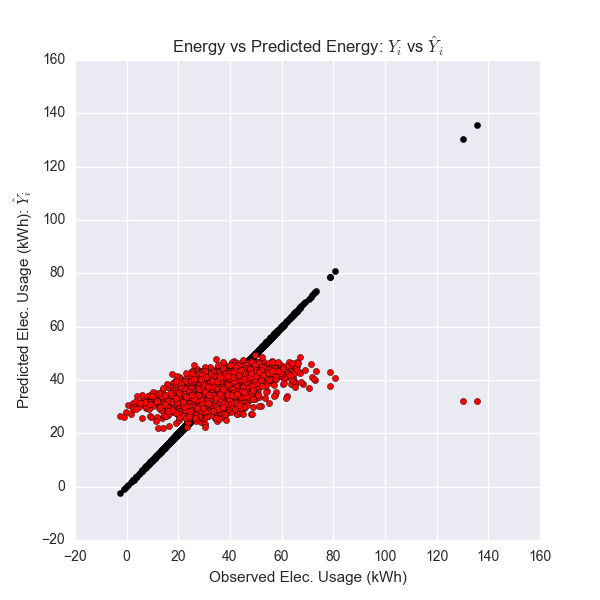 Energy vs Predicted Energy: $Y_i$ vs $\hat{Y}_i$
160
140
120
100
80
60
40
20
0
−20
Predicted Elec. Usage (kWh): $\hat{Y}_i$
−20 0 20 40 60 80 100 120 140 160
Observed Elec. Usage (kWh)